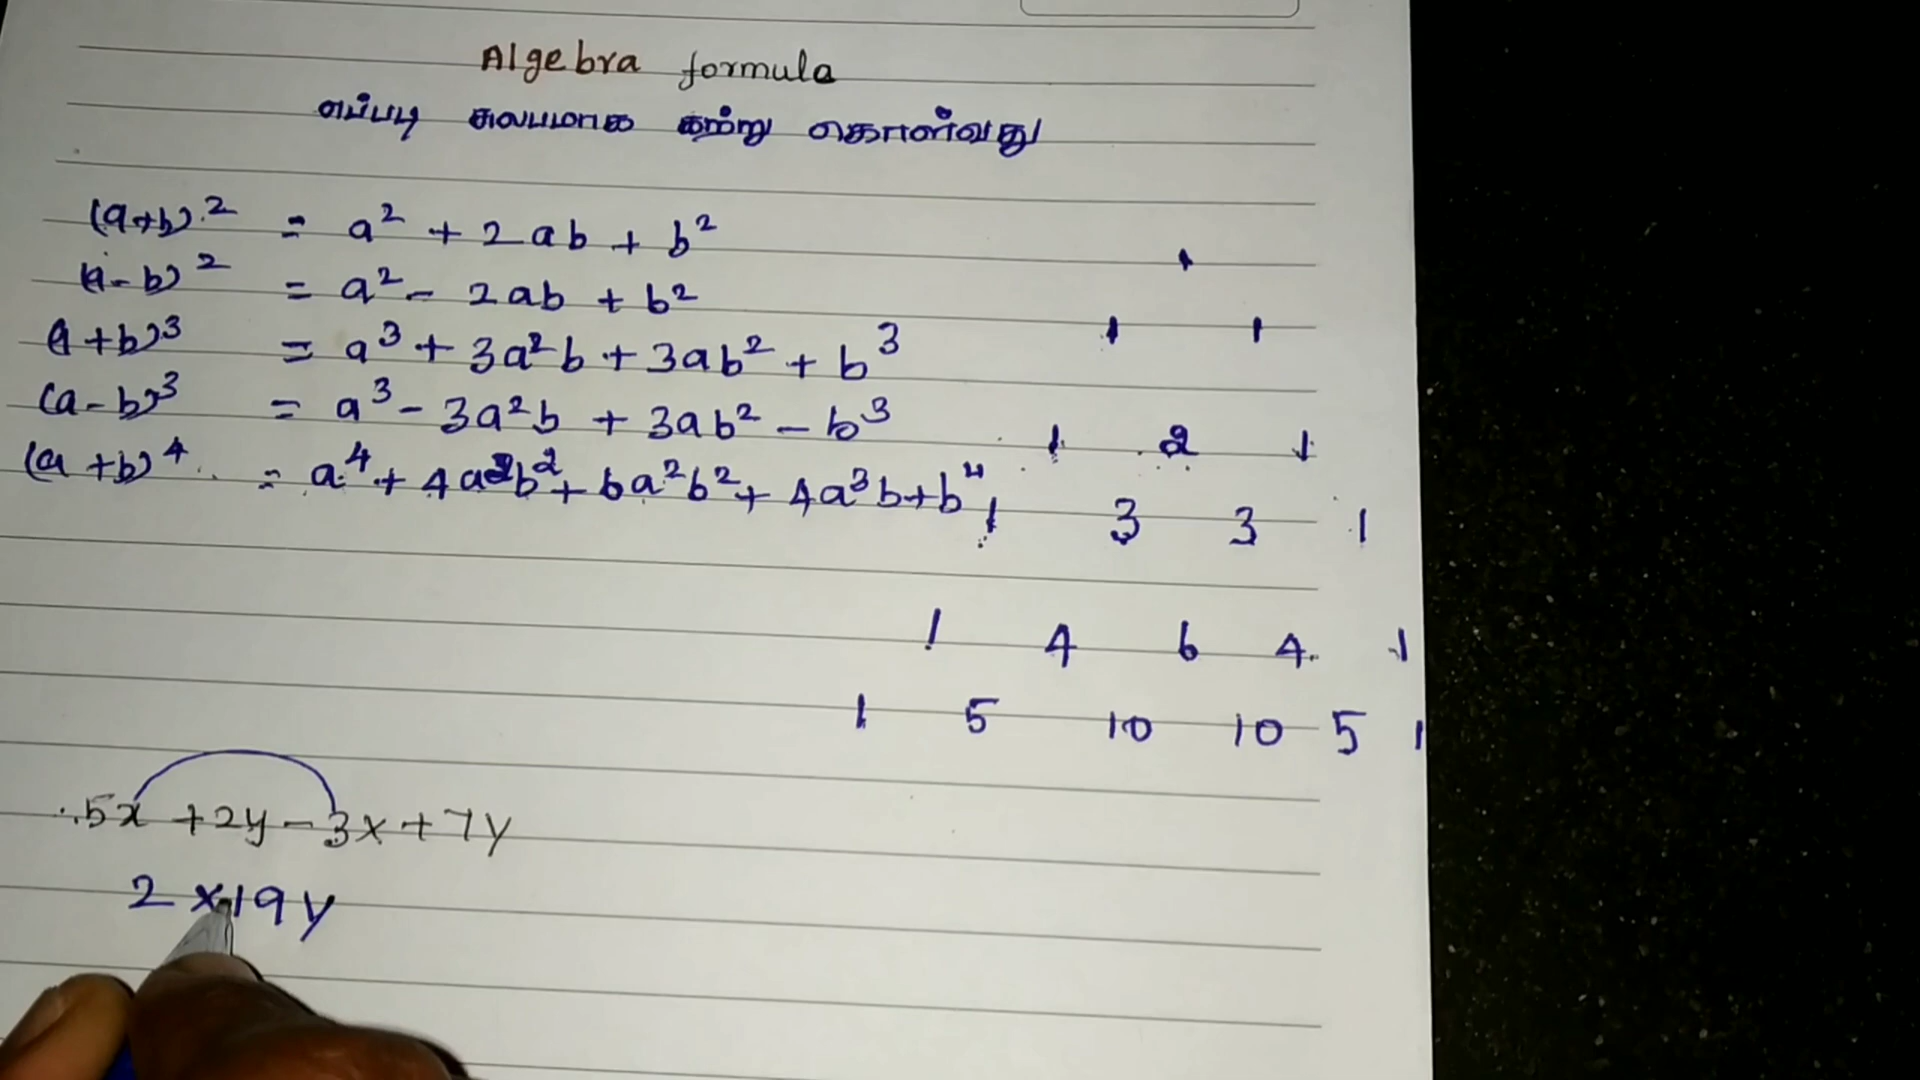 Algebra formula
எப்படி சுலபமாக கற்று கொள்வது
(a+b)² = a² + 2ab + b²
(a-b)² = a² - 2ab + b²
(a+b)³ = a³ + 3a²b + 3ab² + b³
(a-b)³ = a³ - 3a²b + 3ab² - b³
(a+b)⁴ = a⁴ + 4a²b² + 6a²b² + 4a³b + b⁴
1
1 1
1 2 1
1 3 3 1
1 4 6 4 1
1 5 10 10 5 1
5x +2y-3x+7y
2x+9y